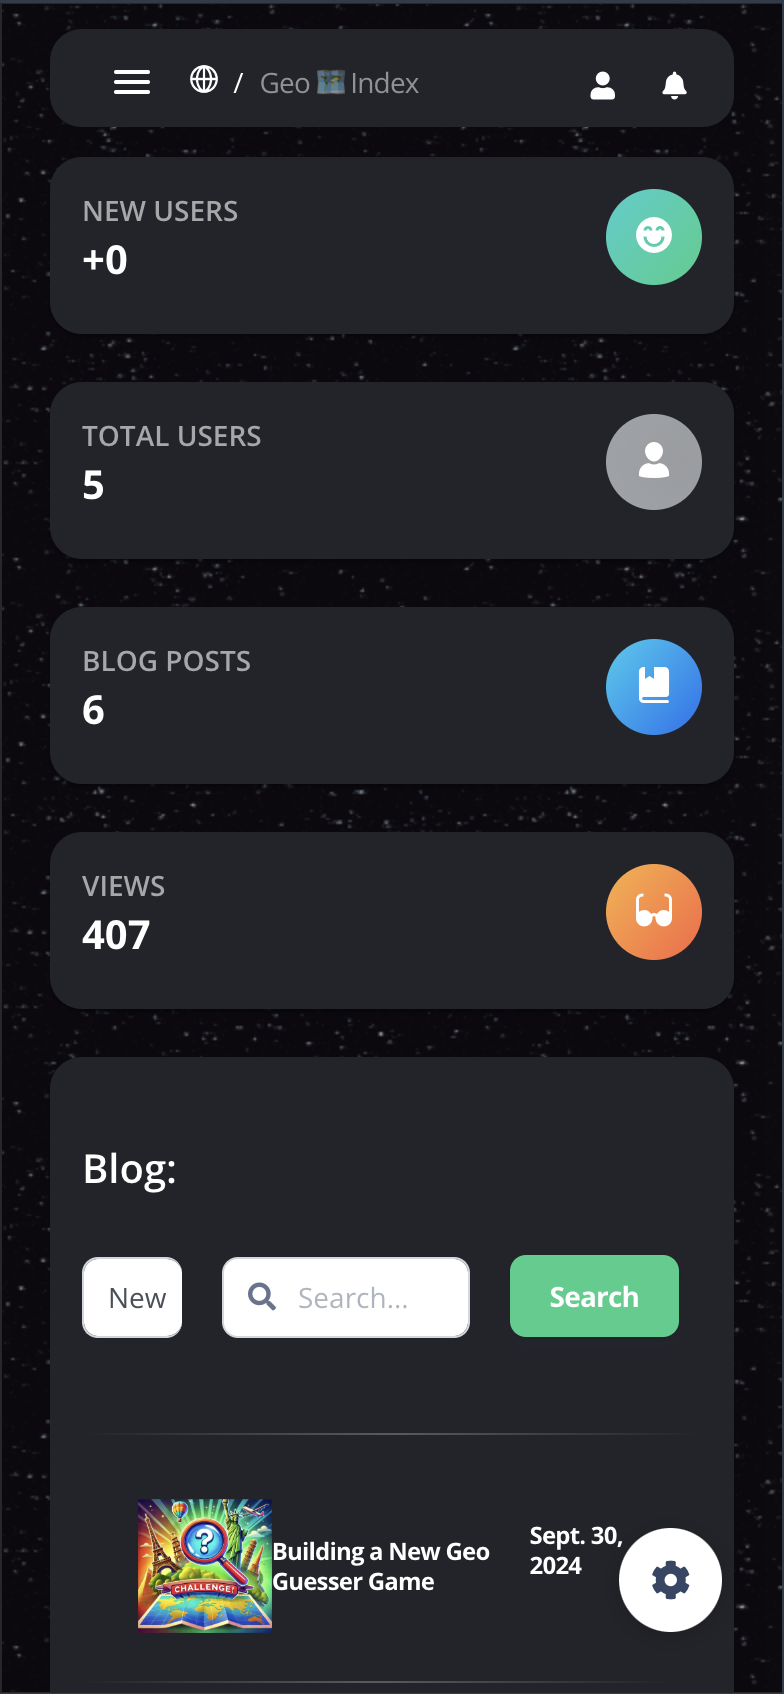 / Geo 🗺️ Index
NEW USERS
+0
TOTAL USERS
5
BLOG POSTS
6
VIEWS
407
Blog:
New
Search...
Search
?
CHALLENGE!
Building a New Geo
Guesser Game
Sept. 30,
2024